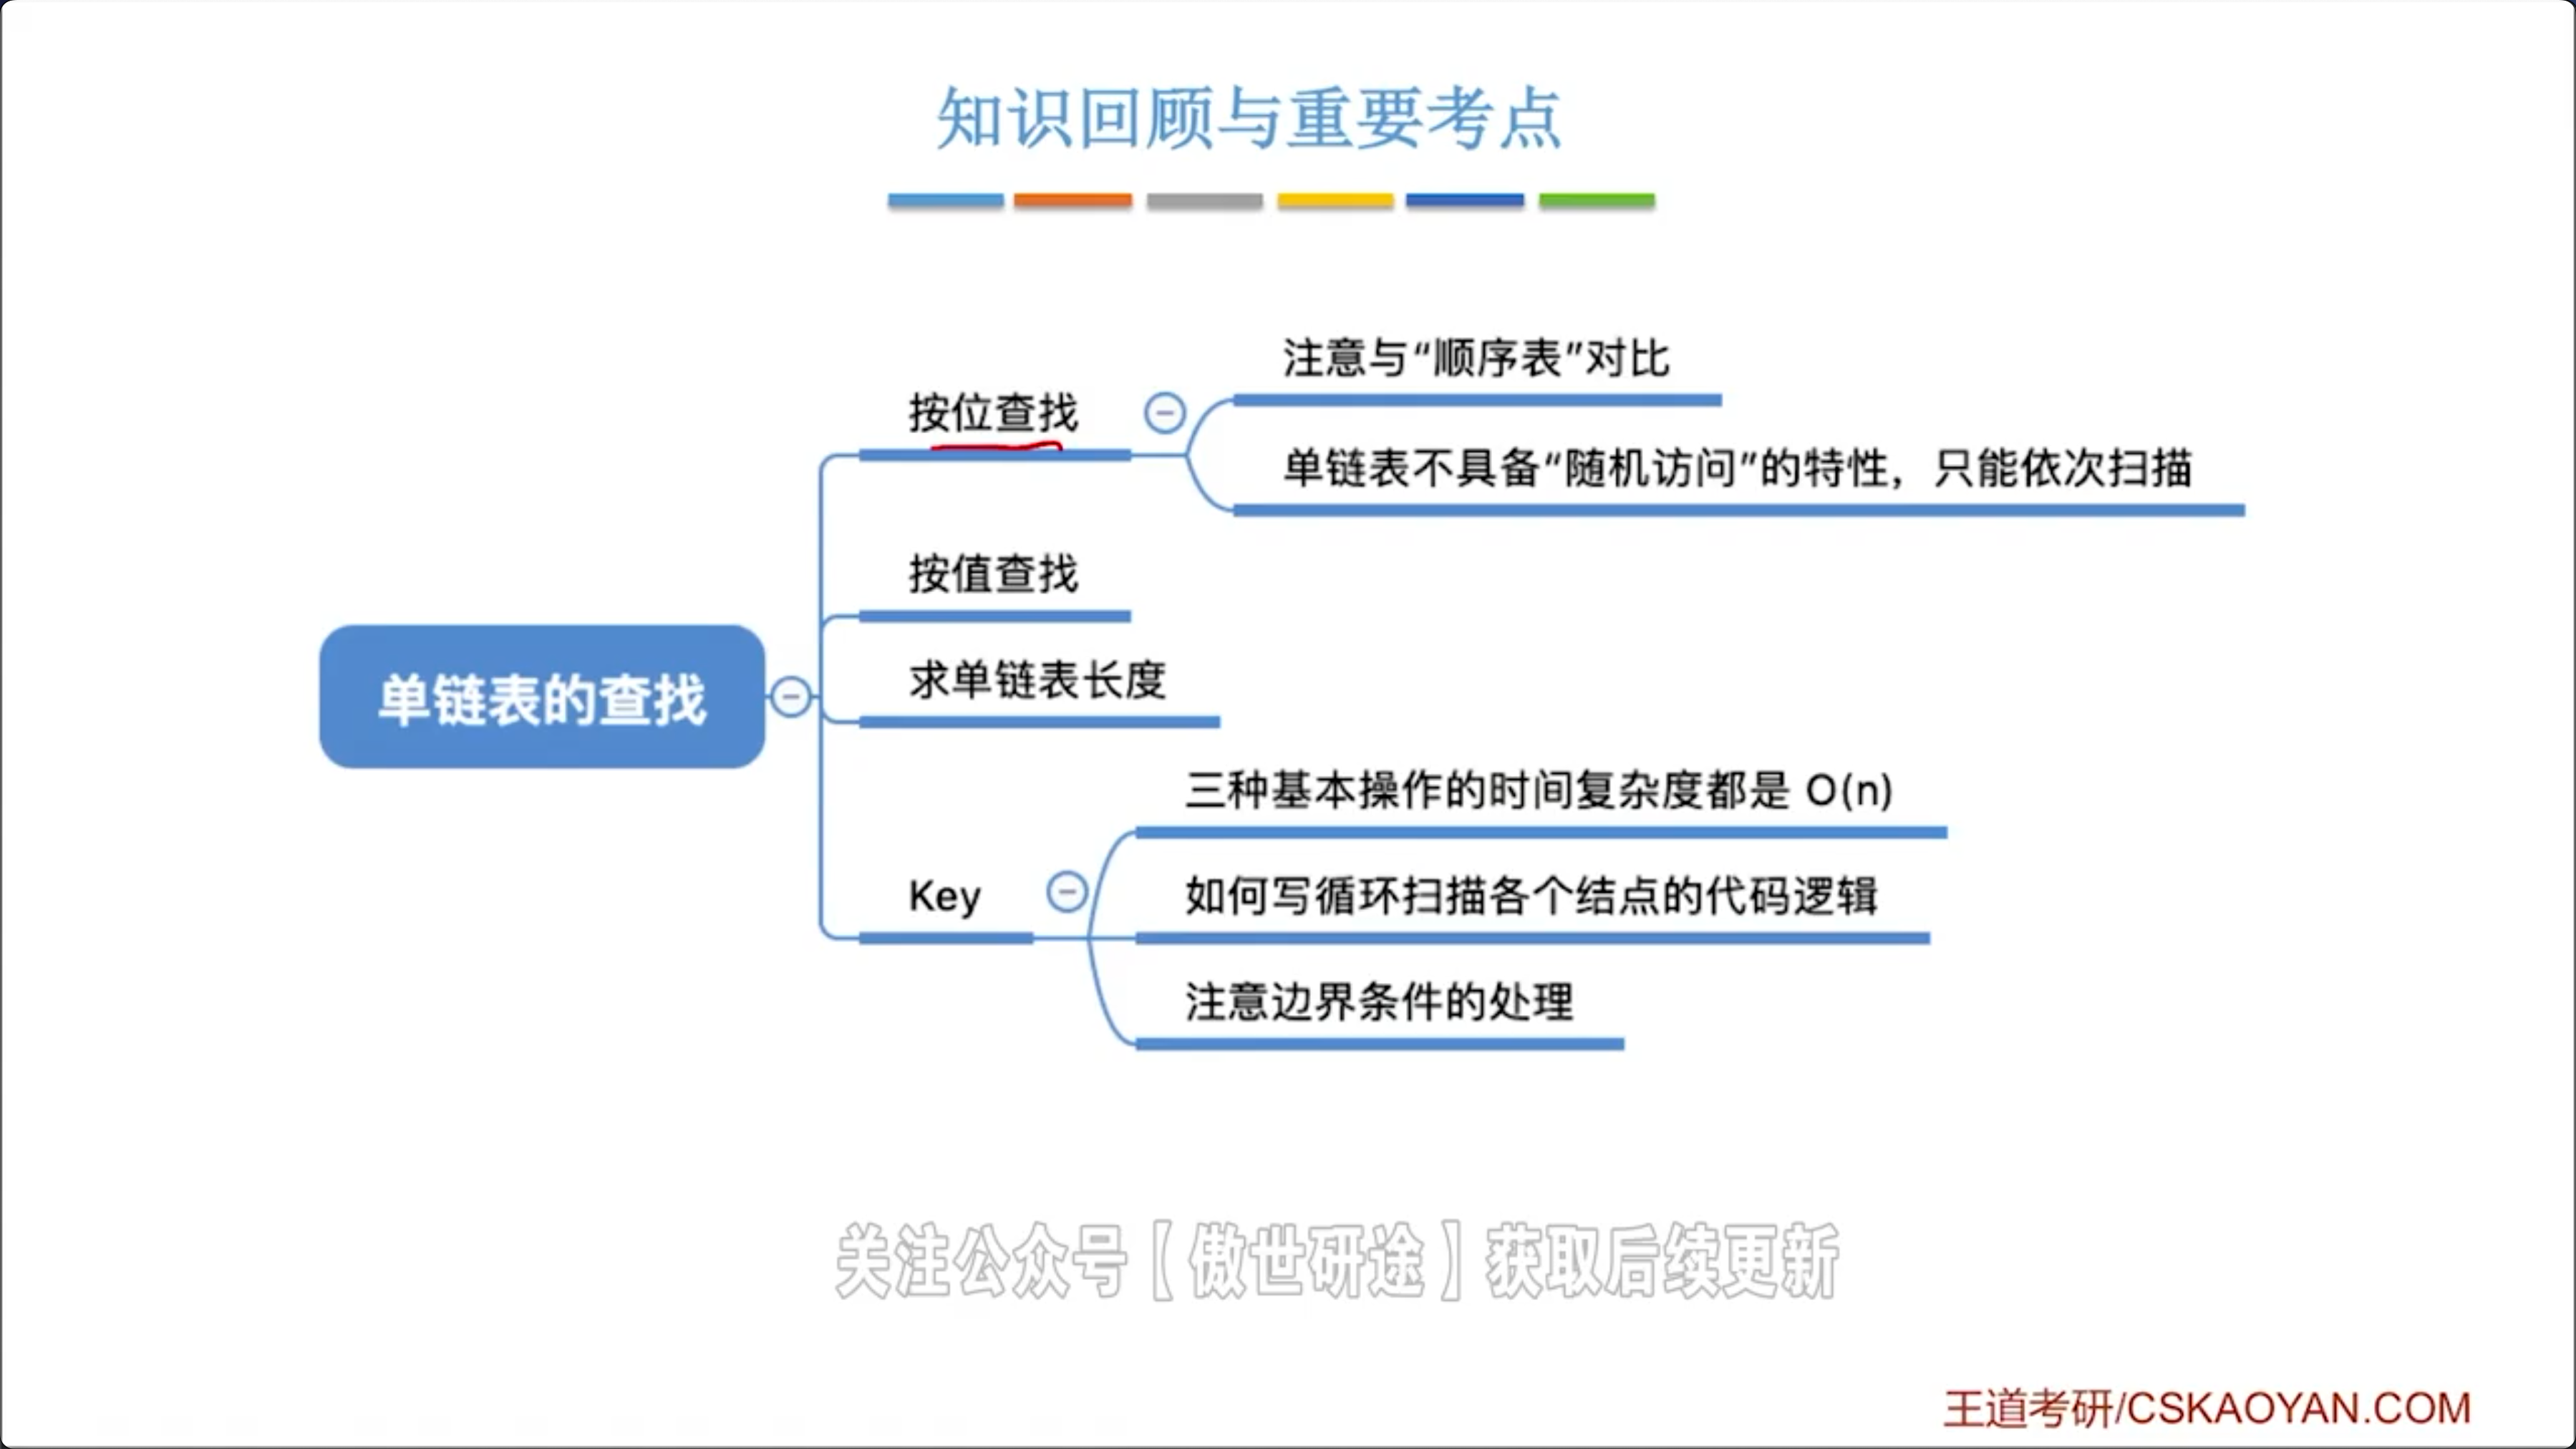 知识回顾与重要考点
注意与“顺序表”对比
按位查找
单链表不具备“随机访问”的特性，只能依次扫描
按值查找
求单链表长度
单链表的查找
三种基本操作的时间复杂度都是 O(n)
Key
如何写循环扫描各个结点的代码逻辑
注意边界条件的处理
关注公众号【傲世研途】获取后续更新
王道考研/CSKAOYAN.COM